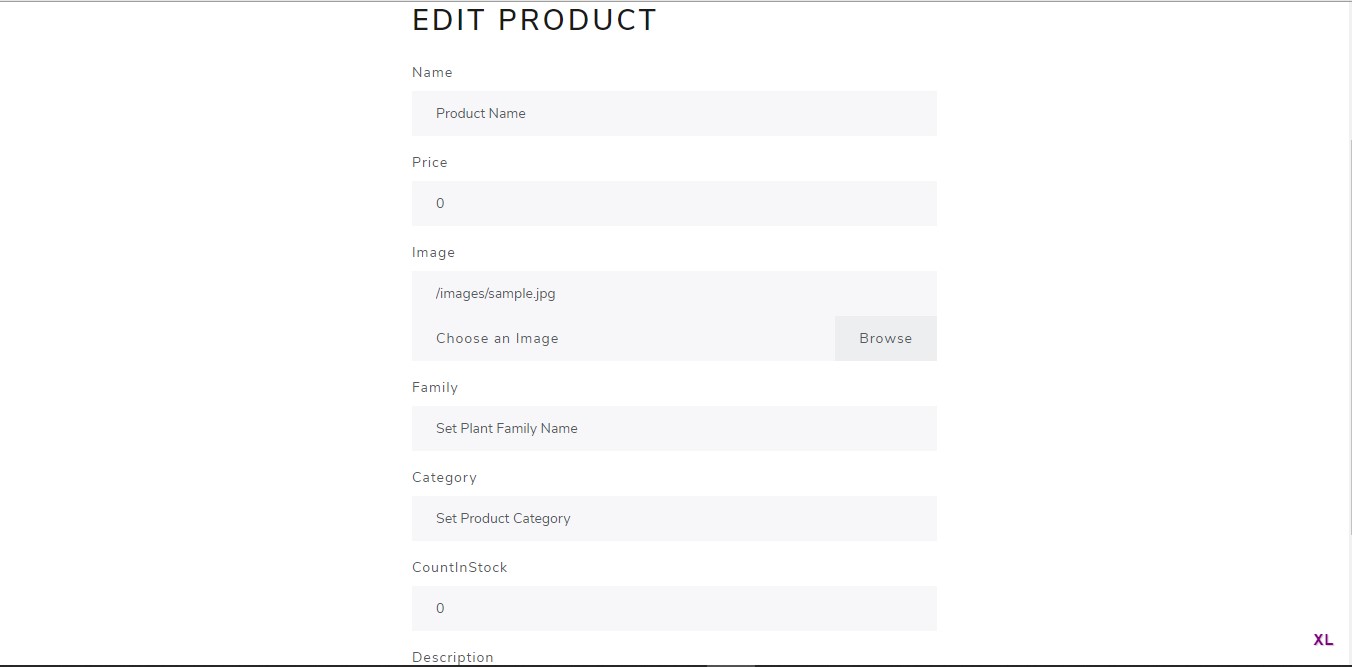 EDIT PRODUCT
Name
Product Name
Price
0
Image
/images/sample.jpg
Choose an Image
Browse
Family
Set Plant Family Name
Category
Set Product Category
CountInStock
0
XL
Description